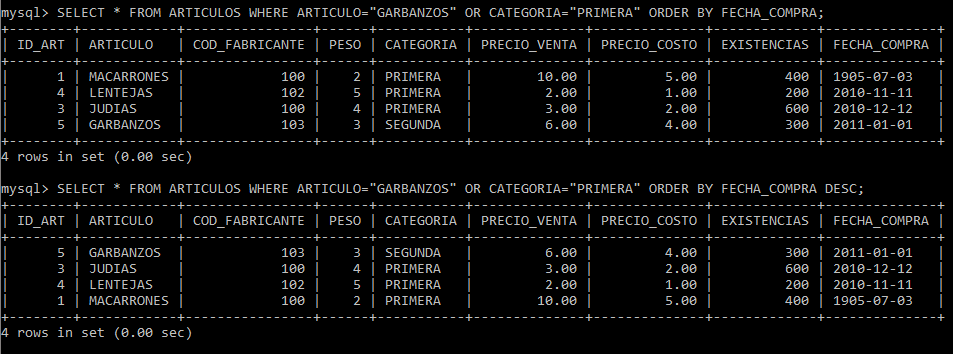 mysql> SELECT * FROM ARTICULOS WHERE ARTICULO="GARBANZOS" OR CATEGORIA="PRIMERA" ORDER BY FECHA_COMPRA;
+--------+------------+----------------+------+-----------+--------------+--------------+-------------+--------------+
| ID_ART | ARTICULO   | COD_FABRICANTE | PESO | CATEGORIA | PRECIO_VENTA | PRECIO_COSTO | EXISTENCIAS | FECHA_COMPRA |
+--------+------------+----------------+------+-----------+--------------+--------------+-------------+--------------+
|      1 | MACARRONES |            100 |    2 | PRIMERA   |        10.00 |         5.00 |         400 | 1905-07-03   |
|      4 | LENTEJAS   |            102 |    5 | PRIMERA   |         2.00 |         1.00 |         200 | 2010-11-11   |
|      3 | JUDIAS     |            100 |    4 | PRIMERA   |         3.00 |         2.00 |         600 | 2010-12-12   |
|      5 | GARBANZOS  |            103 |    3 | SEGUNDA   |         6.00 |         4.00 |         300 | 2011-01-01   |
+--------+------------+----------------+------+-----------+--------------+--------------+-------------+--------------+
4 rows in set (0.00 sec)
mysql> SELECT * FROM ARTICULOS WHERE ARTICULO="GARBANZOS" OR CATEGORIA="PRIMERA" ORDER BY FECHA_COMPRA DESC;
+--------+------------+----------------+------+-----------+--------------+--------------+-------------+--------------+
| ID_ART | ARTICULO   | COD_FABRICANTE | PESO | CATEGORIA | PRECIO_VENTA | PRECIO_COSTO | EXISTENCIAS | FECHA_COMPRA |
+--------+------------+----------------+------+-----------+--------------+--------------+-------------+--------------+
|      5 | GARBANZOS  |            103 |    3 | SEGUNDA   |         6.00 |         4.00 |         300 | 2011-01-01   |
|      3 | JUDIAS     |            100 |    4 | PRIMERA   |         3.00 |         2.00 |         600 | 2010-12-12   |
|      4 | LENTEJAS   |            102 |    5 | PRIMERA   |         2.00 |         1.00 |         200 | 2010-11-11   |
|      1 | MACARRONES |            100 |    2 | PRIMERA   |        10.00 |         5.00 |         400 | 1905-07-03   |
+--------+------------+----------------+------+-----------+--------------+--------------+-------------+--------------+
4 rows in set (0.00 sec)